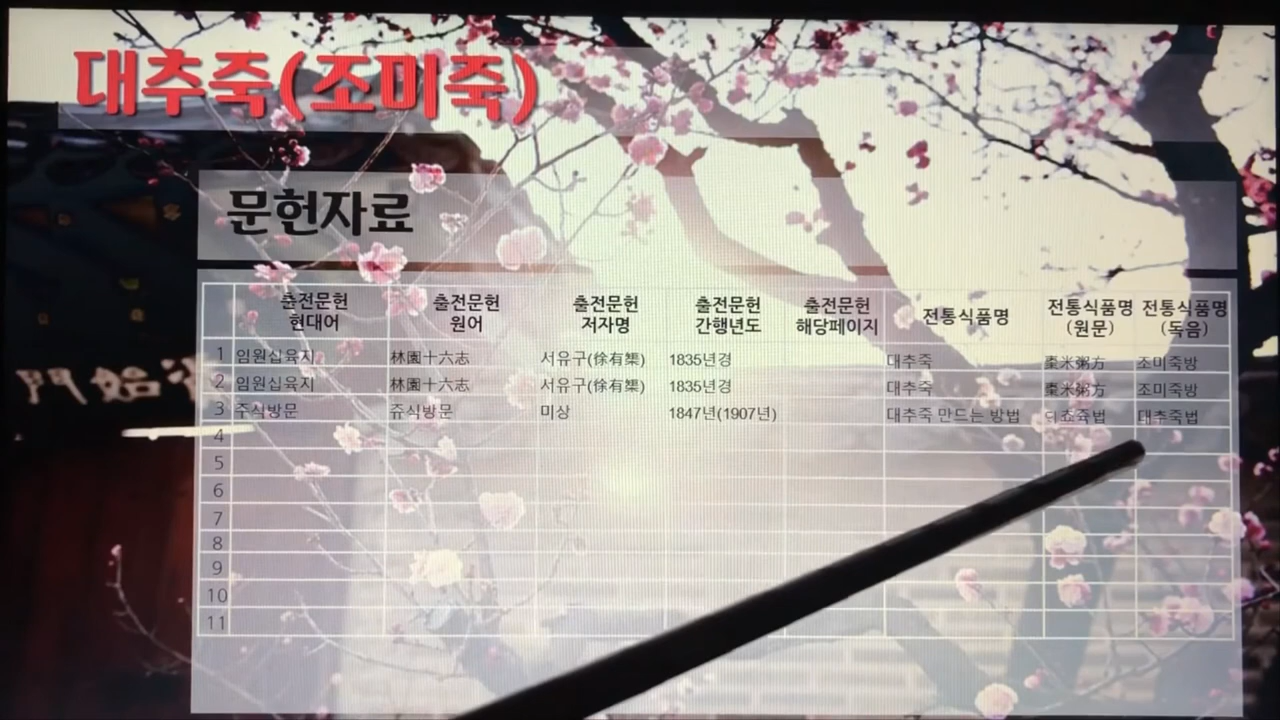 대추죽(조미죽)
문헌자료
출전문헌 현대어 출전문헌 원어 출전문헌 저자명 출전문헌 간행년도 출전문헌 해당페이지 전통식품명 전통식품명 (원문) 전통식품명 (독음)
1 임원십육지 林園十六志 서유구(徐有榘) 1835년경 대추죽 棗米粥方 조미죽방
2 임원십육지 林園十六志 서유구(徐有榘) 1835년경 대추죽 棗米粥方 조미죽방
3 주식방문 쥬식방문 미상 1847년(1907년) 대추죽 만드는 방법 대추죽법
4
5
6
7
8
9
10
11
門始